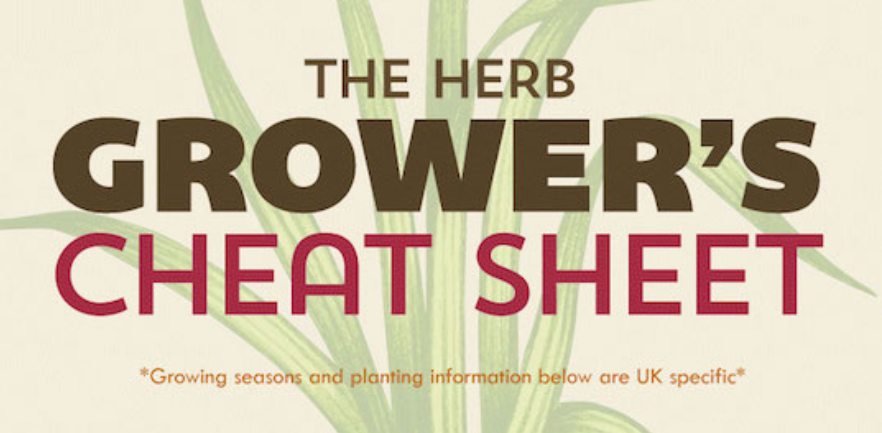 THE HERB
GROWER'S
CHEAT SHEET
*Growing seasons and planting information below are UK specific*